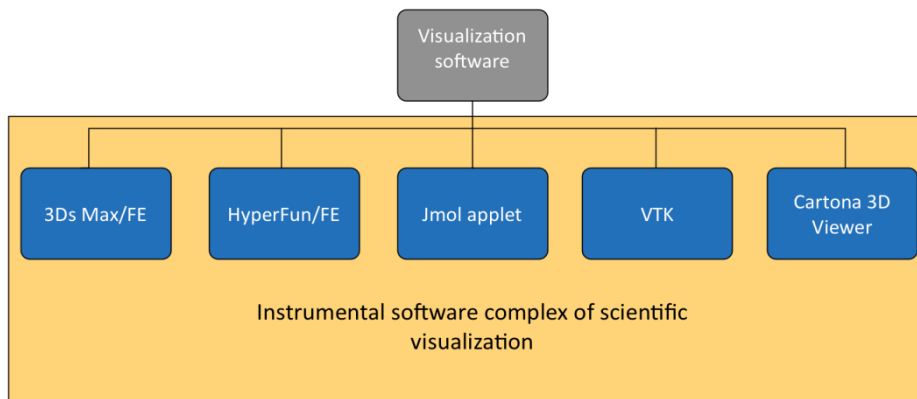 Visualization
software
3Ds Max/FE
HyperFun/FE
Jmol applet
VTK
Cartona 3D
Viewer
Instrumental software complex of scientific
visualization